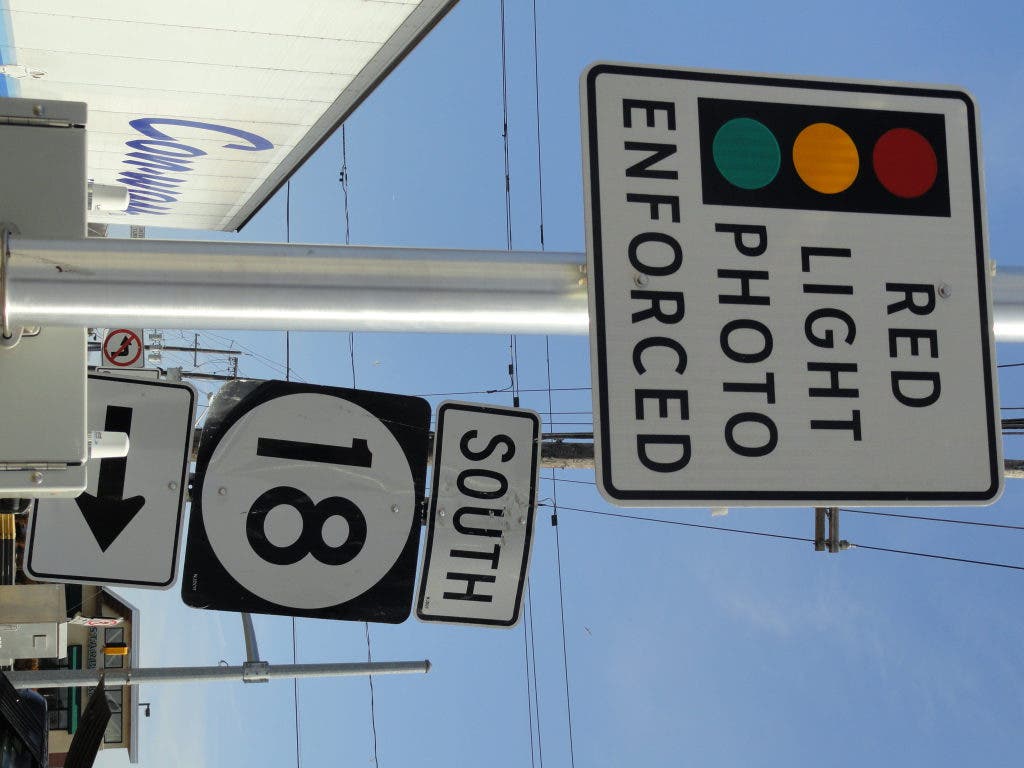 RED
LIGHT
PHOTO
ENFORCED
SOUTH
18